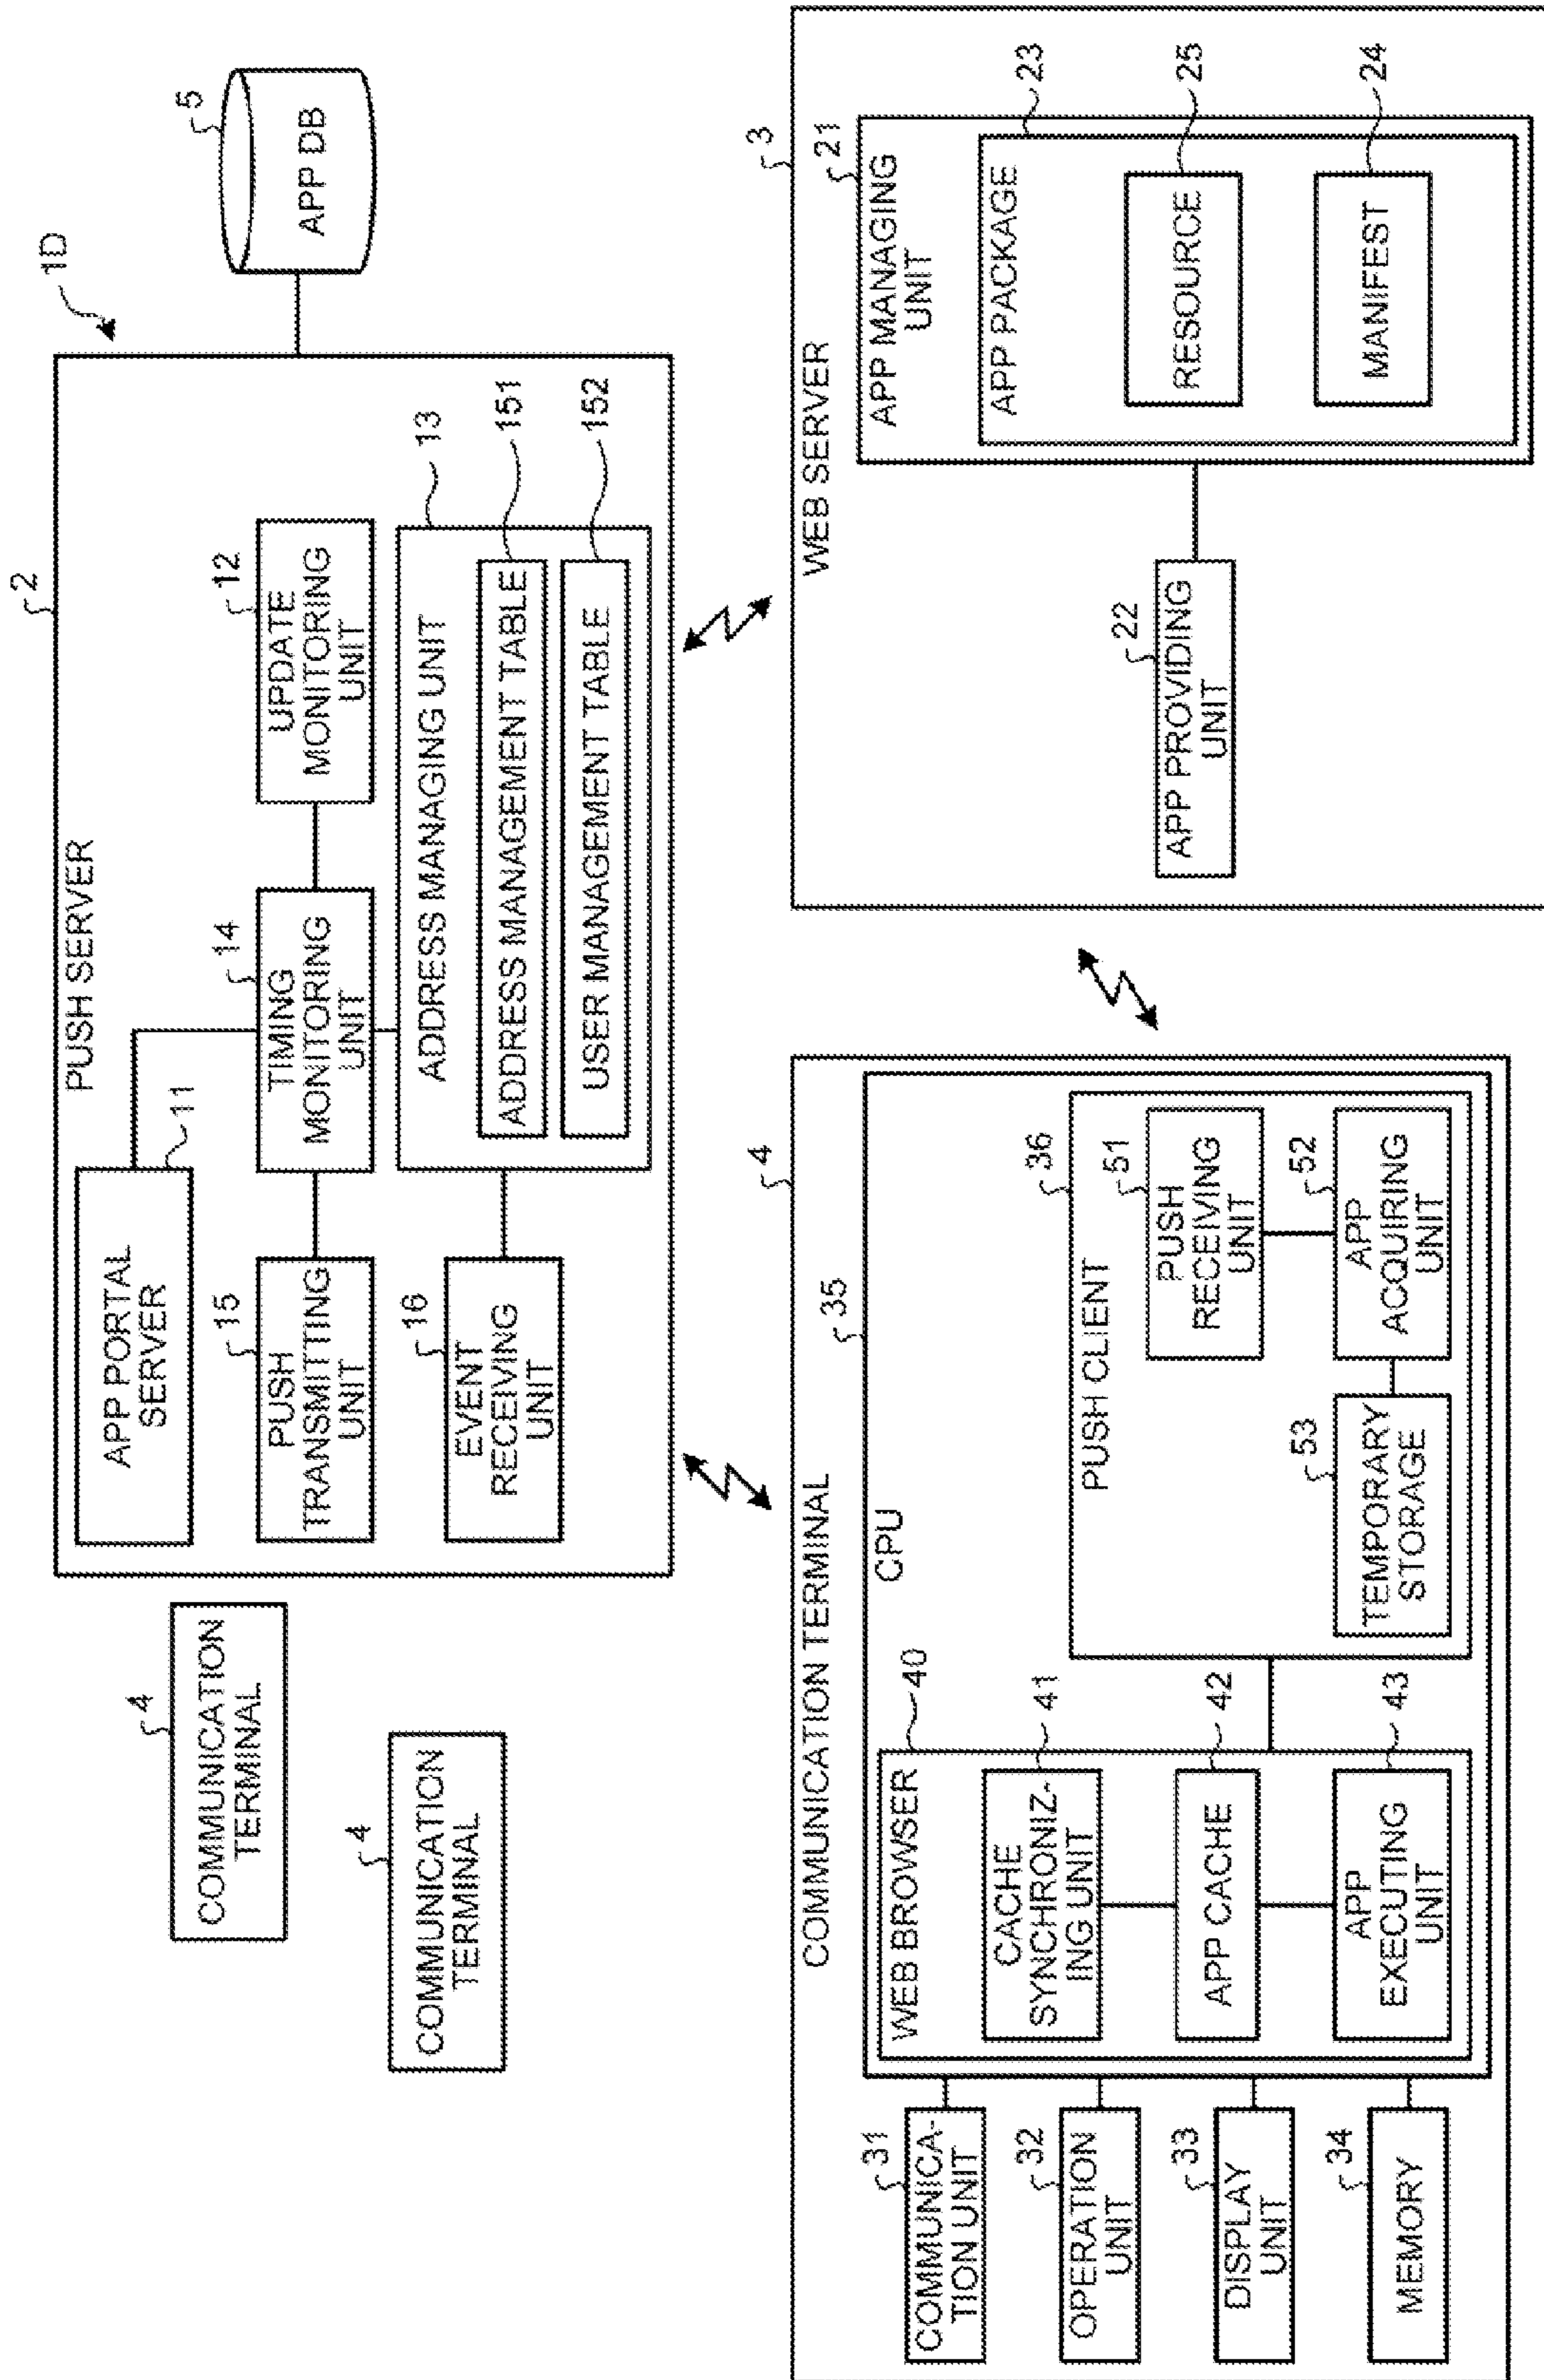 1D
2
PUSH SERVER
5
APP DB
11
APP PORTAL
SERVER
15
PUSH
TRANSMITTING
UNIT
14
TIMING
MONITORING
UNIT
12
UPDATE
MONITORING
UNIT
16
EVENT
RECEIVING
UNIT
13
ADDRESS MANAGING UNIT
ADDRESS MANAGEMENT TABLE
151
USER MANAGEMENT TABLE
152
4
COMMUNICATION
TERMINAL
4
COMMUNICATION
TERMINAL
4
COMMUNICATION TERMINAL
31
COMMUNICA-
TION UNIT
32
OPERATION
UNIT
33
DISPLAY
UNIT
34
MEMORY
35
CPU
40
WEB BROWSER
41
CACHE
SYNCHRONIZ-
ING UNIT
42
APP CACHE
43
APP
EXECUTING
UNIT
36
PUSH CLIENT
51
PUSH
RECEIVING
UNIT
52
APP
ACQUIRING
UNIT
53
TEMPORARY
STORAGE
3
WEB SERVER
22
APP PROVIDING
UNIT
21
APP MANAGING
UNIT
23
APP PACKAGE
25
RESOURCE
24
MANIFEST